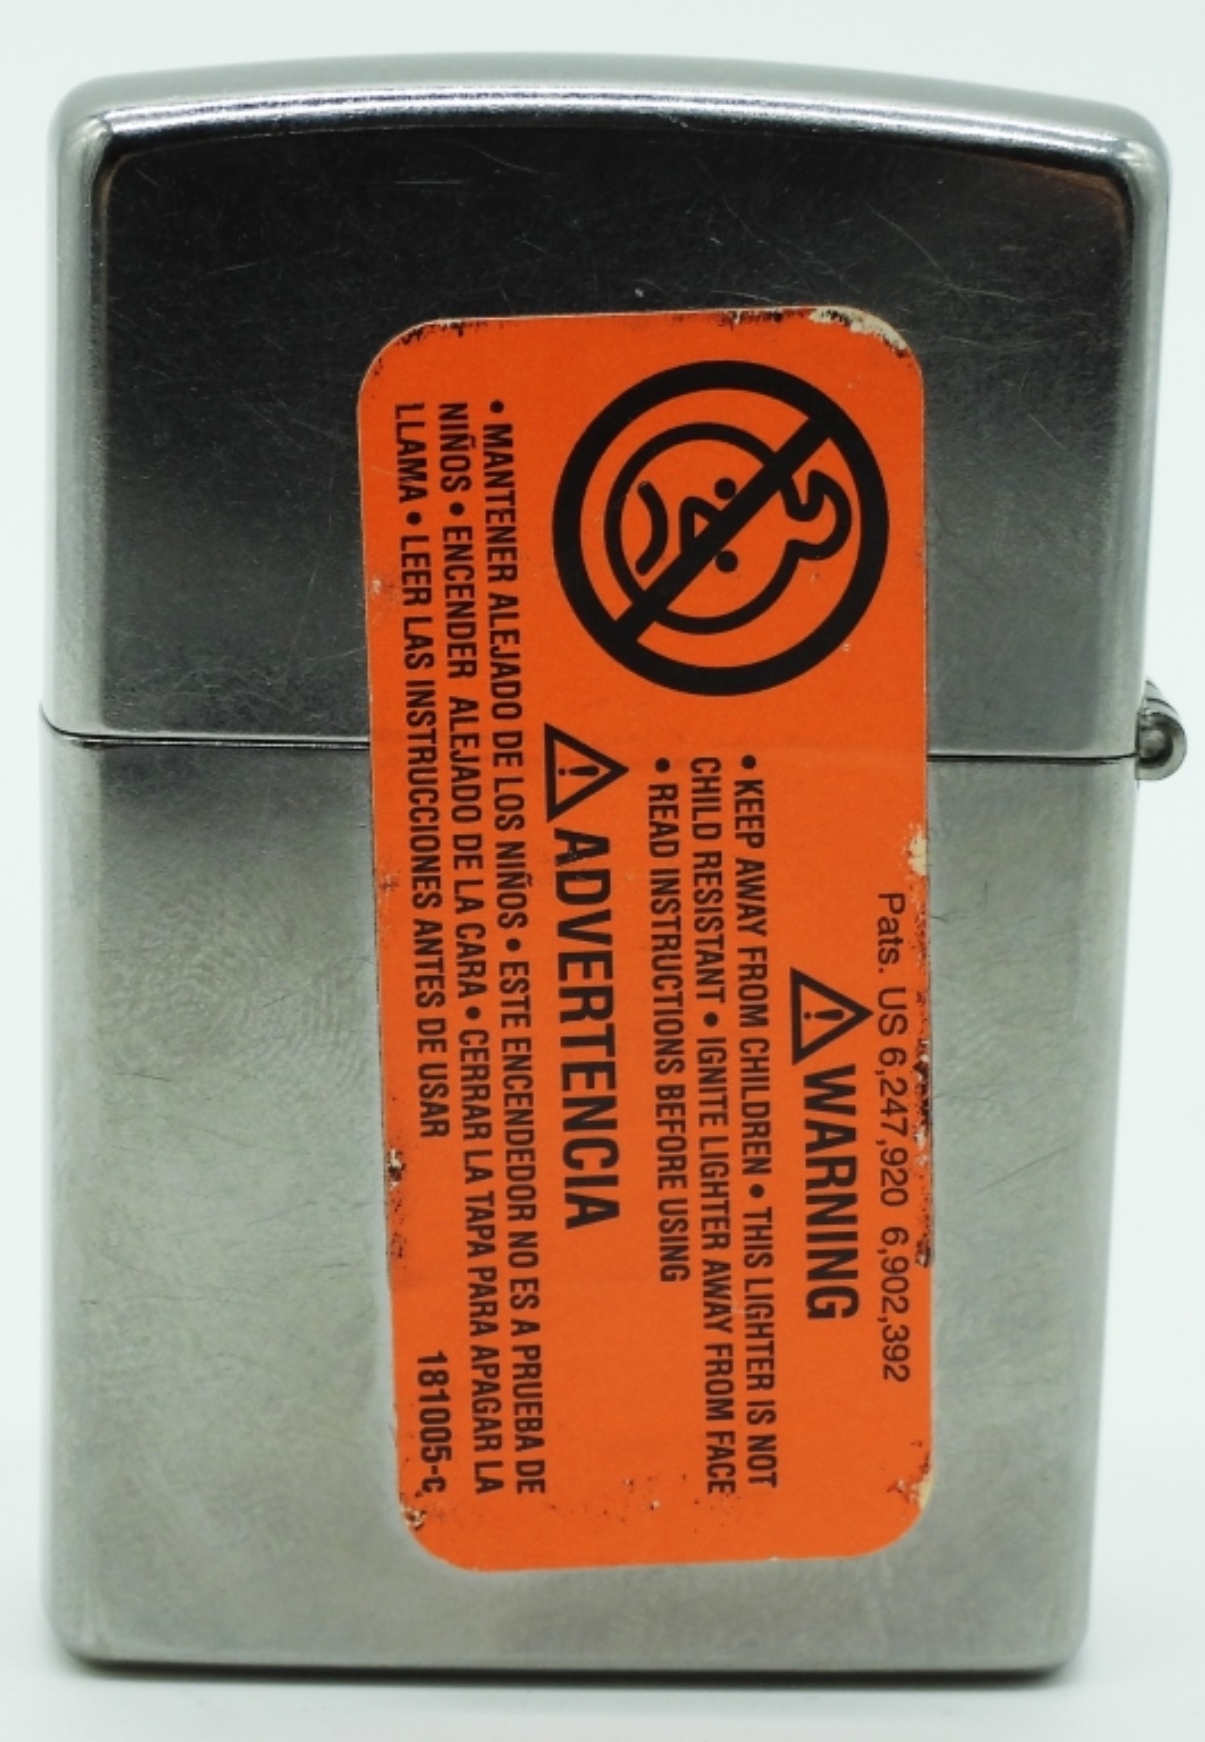 Pats. US 6,247,920 6,902,392
WARNING
• KEEP AWAY FROM CHILDREN • THIS LIGHTER IS NOT
CHILD RESISTANT • IGNITE LIGHTER AWAY FROM FACE
• READ INSTRUCTIONS BEFORE USING
ADVERTENCIA
• MANTENER ALEJADO DE LOS NIÑOS • ESTE ENCENDEDOR NO ES A PRUEBA DE
NIÑOS • ENCENDER ALEJADO DE LA CARA • CERRAR LA TAPA PARA APAGAR LA
LLAMA • LEER LAS INSTRUCCIONES ANTES DE USAR
181005-C